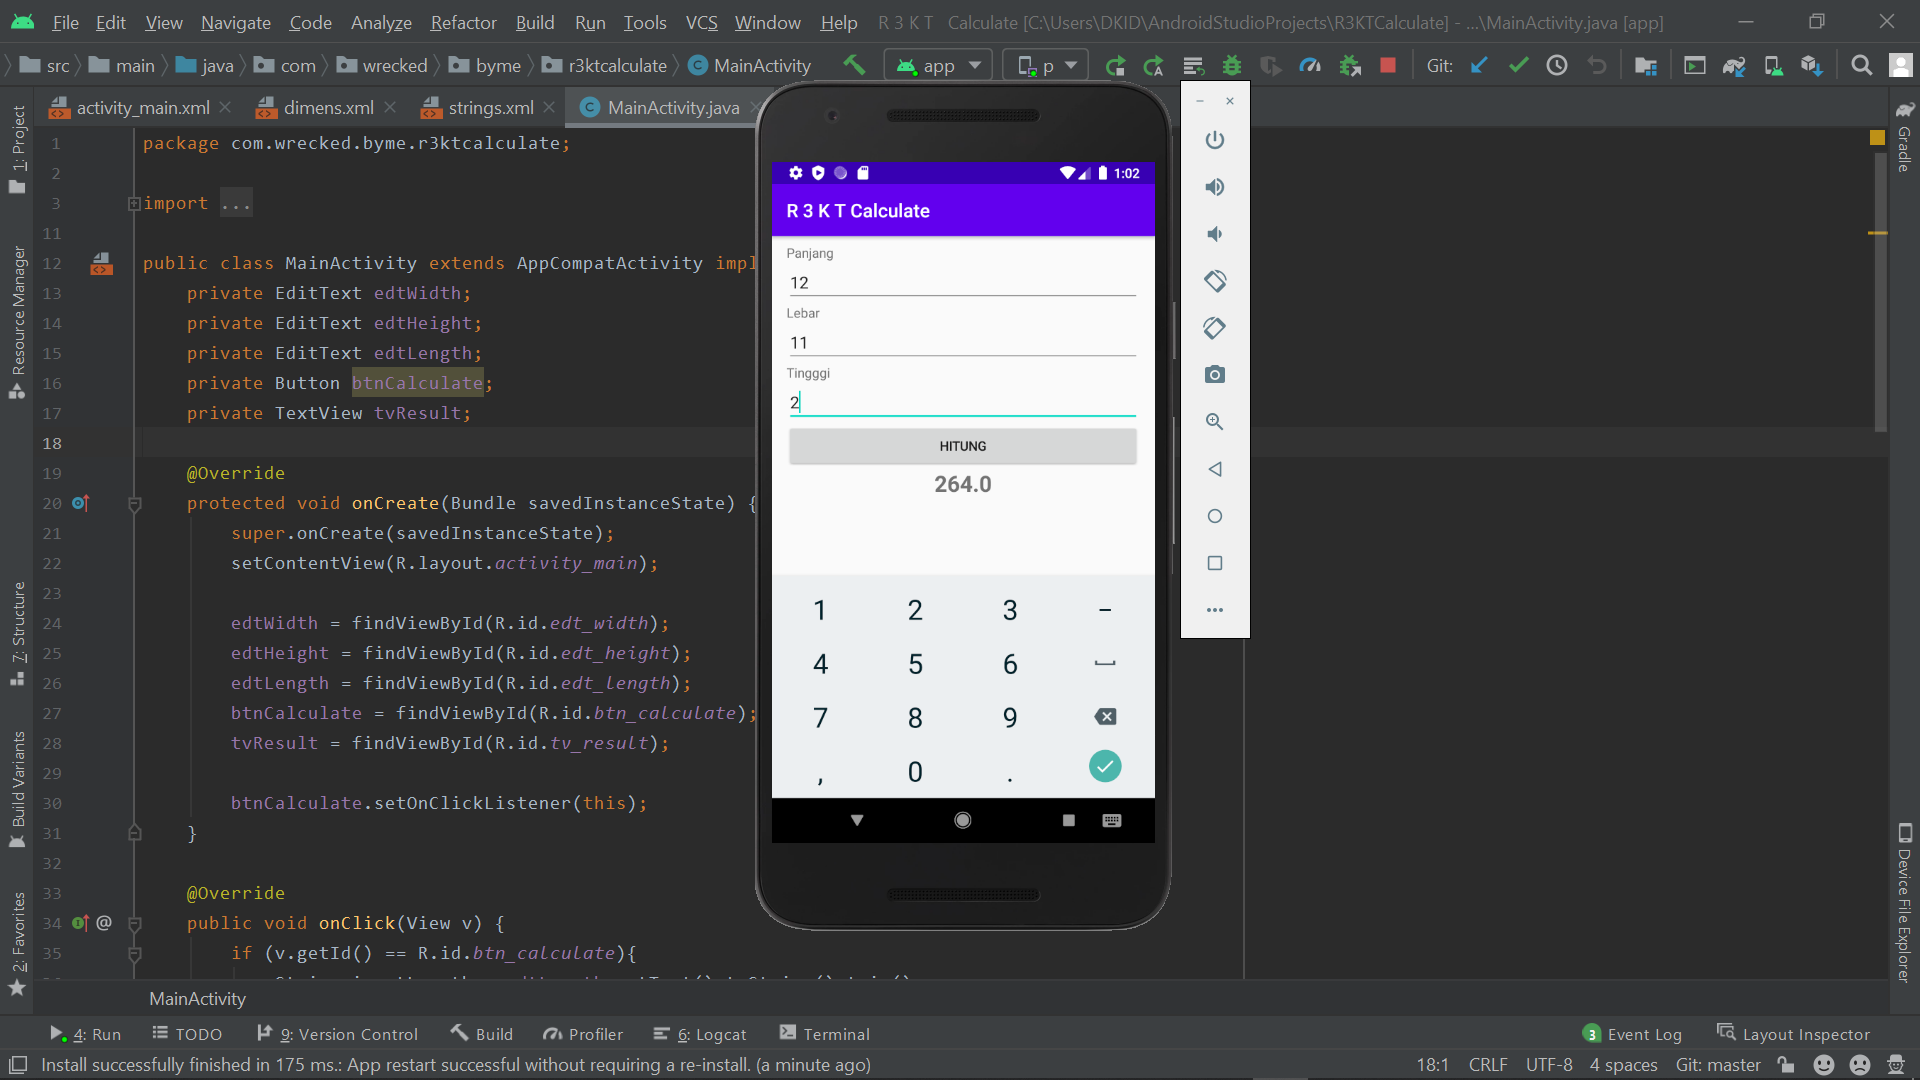 File Edit View Navigate Code Analyze Refactor Build Run Tools VCS Window Help R 3 K T Calculate [C:\Users\DKID\AndroidStudioProjects\R3KTCalculate] - ...\MainActivity.java [app]
src main java com wrecked byme r3ktcalculate MainActivity app p Git:
activity_main.xml dimens.xml strings.xml MainActivity.java
1: Project
Resource Manager
7: Structure
Build Variants
2: Favorites
1 package com.wrecked.byme.r3ktcalculate;
2
3 import ...
11
12 public class MainActivity extends AppCompatActivity impl
13 private EditText edtWidth;
14 private EditText edtHeight;
15 private EditText edtLength;
16 private Button btnCalculate;
17 private TextView tvResult;
18
19 @Override
20 protected void onCreate(Bundle savedInstanceState) {
21 super.onCreate(savedInstanceState);
22 setContentView(R.layout.activity_main);
23
24 edtWidth = findViewById(R.id.edt_width);
25 edtHeight = findViewById(R.id.edt_height);
26 edtLength = findViewById(R.id.edt_length);
27 btnCalculate = findViewById(R.id.btn_calculate);
28 tvResult = findViewById(R.id.tv_result);
29
30 btnCalculate.setOnClickListener(this);
31 }
32
33 @Override
34 public void onClick(View v) {
35 if (v.getId() == R.id.btn_calculate){
1:02
R 3 K T Calculate
Panjang
12
Lebar
11
Tingggi
2
HITUNG
264.0
1 2 3 -
4 5 6
7 8 9
, 0 .
Gradle
Device File Explorer
MainActivity
4: Run TODO 9: Version Control Build Profiler 6: Logcat Terminal 3 Event Log Layout Inspector
Install successfully finished in 175 ms.: App restart successful without requiring a re-install. (a minute ago) 18:1 CRLF UTF-8 4 spaces Git: master